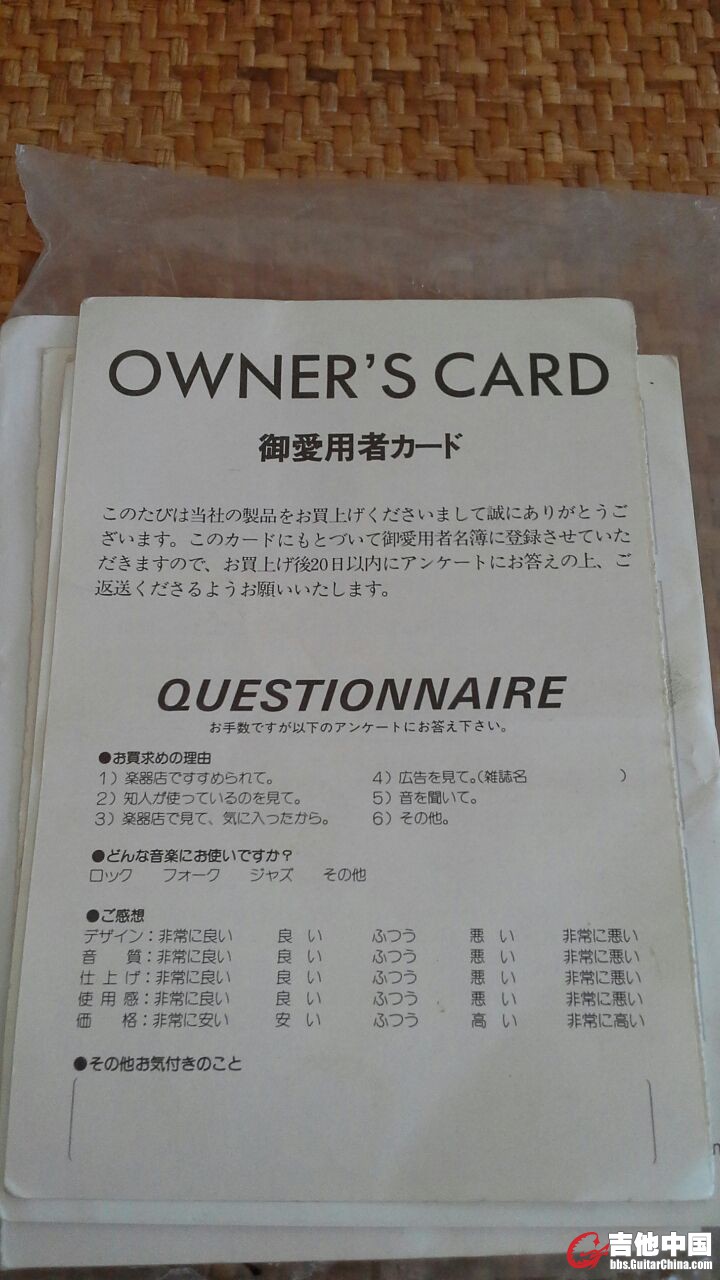 OWNER'S CARD
御愛用者カード
このたびは当社の製品をお買上げくださいまして誠にありがとうご
ざいます。このカードにもとづいて御愛用者名簿に登録させていた
だきますので、お買上げ後20日以内にアンケートにお答えの上、ご
返送くださるようお願いいたします。
QUESTIONNAIRE
お手数ですが以下のアンケートにお答え下さい。
●お買求めの理由
1）楽器店ですすめられて。 4）広告を見て。(雑誌名 )
2）知人が使っているのを見て。 5）音を聞いて。
3）楽器店で見て、気に入ったから。 6）その他。
●どんな音楽にお使いですか？
ロック フォーク ジャズ その他
●ご感想
デザイン：非常に良い 良い ふつう 悪い 非常に悪い
音質：非常に良い 良い ふつう 悪い 非常に悪い
仕上げ：非常に良い 良い ふつう 悪い 非常に悪い
使用感：非常に良い 良い ふつう 悪い 非常に悪い
価格：非常に安い 安い ふつう 高い 非常に高い
●その他お気付きのこと
吉他中国
bbs.GuitarChina.com